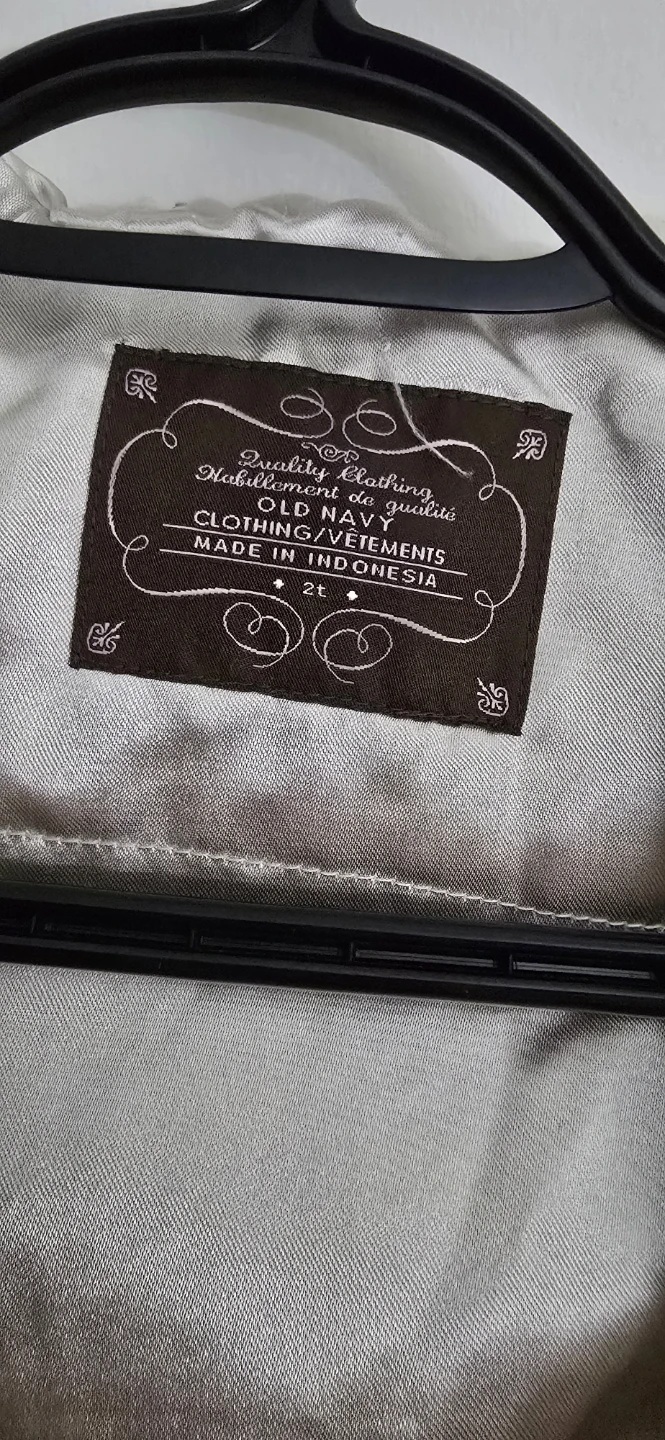 Quality Clothing
Habillement de qualité
OLD NAVY
CLOTHING/VÊTEMENTS
MADE IN INDONESIA
2t